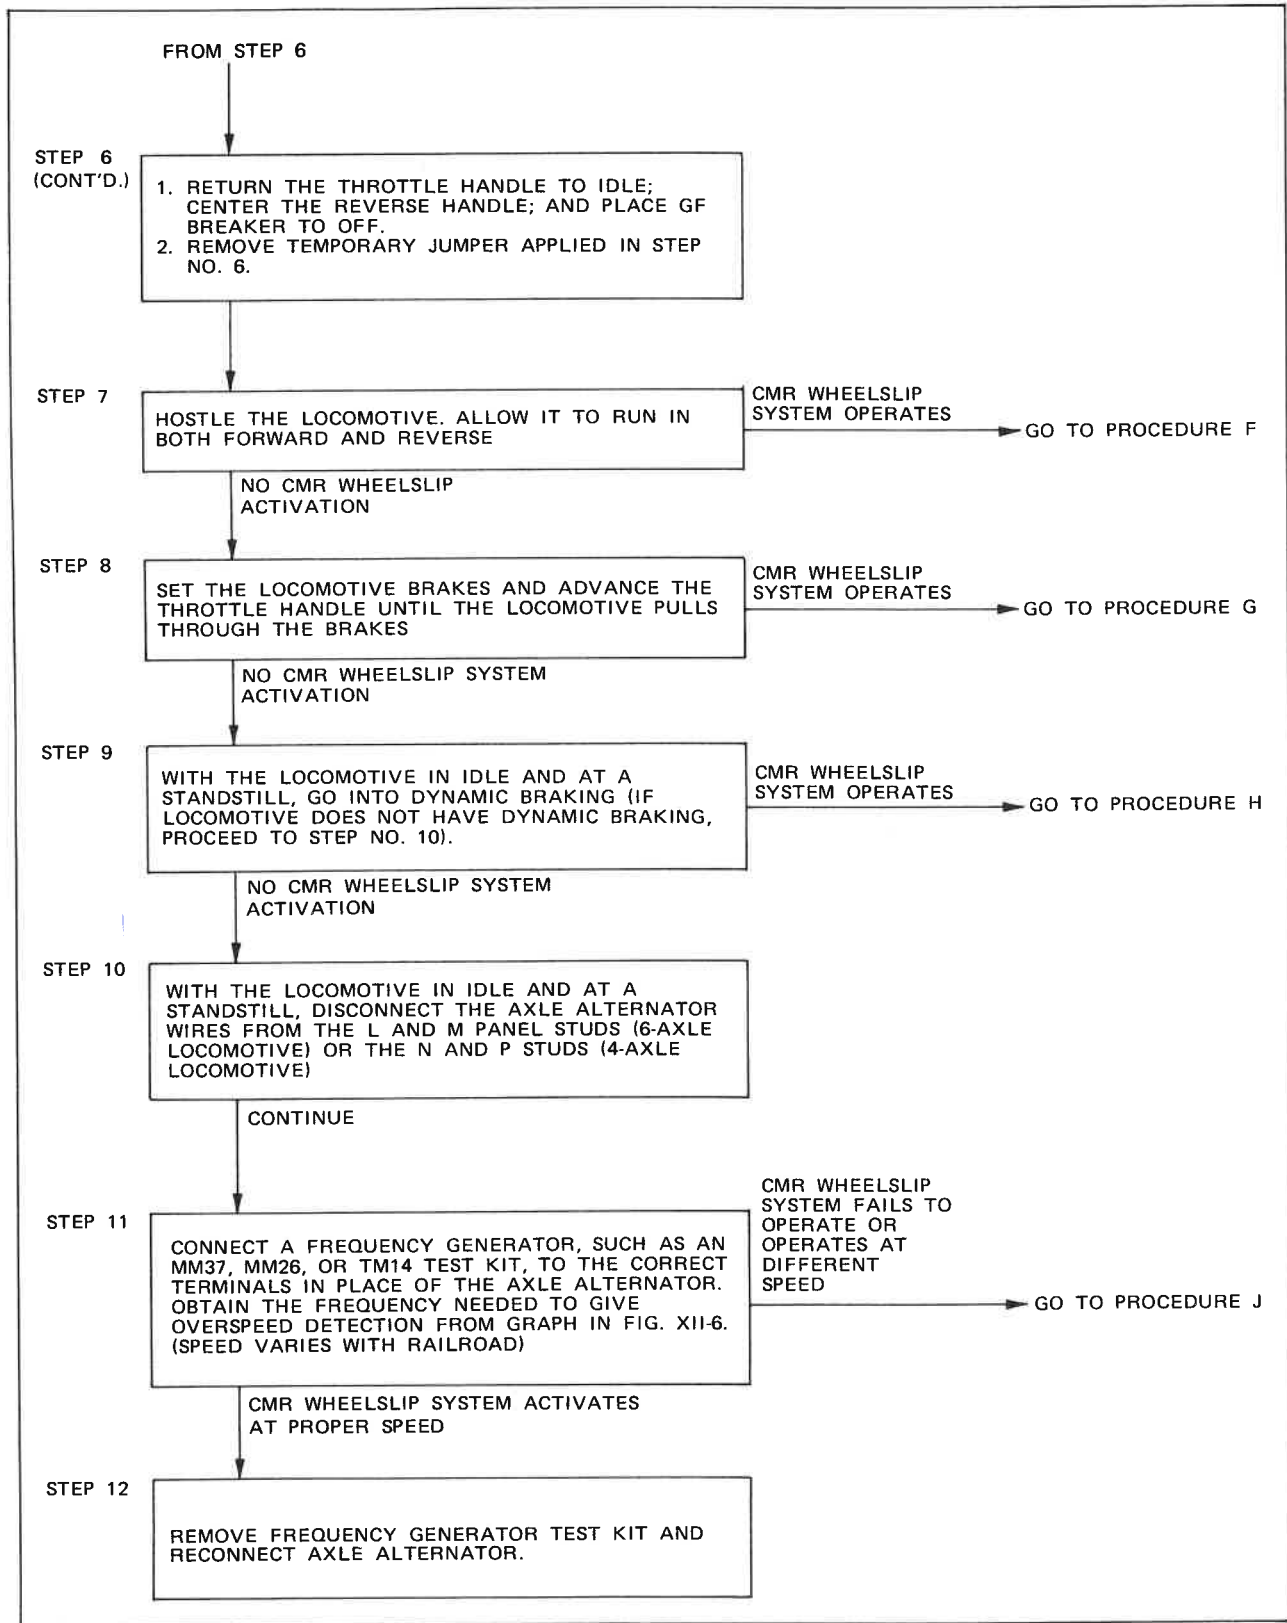 FROM STEP 6
STEP 6
(CONT'D.)
1. RETURN THE THROTTLE HANDLE TO IDLE;
CENTER THE REVERSE HANDLE; AND PLACE GF
BREAKER TO OFF.
2. REMOVE TEMPORARY JUMPER APPLIED IN STEP
NO. 6.
STEP 7
HOSTLE THE LOCOMOTIVE. ALLOW IT TO RUN IN
BOTH FORWARD AND REVERSE
CMR WHEELSLIP
SYSTEM OPERATES
GO TO PROCEDURE F
NO CMR WHEELSLIP
ACTIVATION
STEP 8
SET THE LOCOMOTIVE BRAKES AND ADVANCE THE
THROTTLE HANDLE UNTIL THE LOCOMOTIVE PULLS
THROUGH THE BRAKES
CMR WHEELSLIP
SYSTEM OPERATES
GO TO PROCEDURE G
NO CMR WHEELSLIP SYSTEM
ACTIVATION
STEP 9
WITH THE LOCOMOTIVE IN IDLE AND AT A
STANDSTILL, GO INTO DYNAMIC BRAKING (IF
LOCOMOTIVE DOES NOT HAVE DYNAMIC BRAKING,
PROCEED TO STEP NO. 10).
CMR WHEELSLIP
SYSTEM OPERATES
GO TO PROCEDURE H
NO CMR WHEELSLIP SYSTEM
ACTIVATION
STEP 10
WITH THE LOCOMOTIVE IN IDLE AND AT A
STANDSTILL, DISCONNECT THE AXLE ALTERNATOR
WIRES FROM THE L AND M PANEL STUDS (6-AXLE
LOCOMOTIVE) OR THE N AND P STUDS (4-AXLE
LOCOMOTIVE)
CONTINUE
STEP 11
CONNECT A FREQUENCY GENERATOR, SUCH AS AN
MM37, MM26, OR TM14 TEST KIT, TO THE CORRECT
TERMINALS IN PLACE OF THE AXLE ALTERNATOR.
OBTAIN THE FREQUENCY NEEDED TO GIVE
OVERSPEED DETECTION FROM GRAPH IN FIG. XII-6.
(SPEED VARIES WITH RAILROAD)
CMR WHEELSLIP
SYSTEM FAILS TO
OPERATE OR
OPERATES AT
DIFFERENT
SPEED
GO TO PROCEDURE J
CMR WHEELSLIP SYSTEM ACTIVATES
AT PROPER SPEED
STEP 12
REMOVE FREQUENCY GENERATOR TEST KIT AND
RECONNECT AXLE ALTERNATOR.